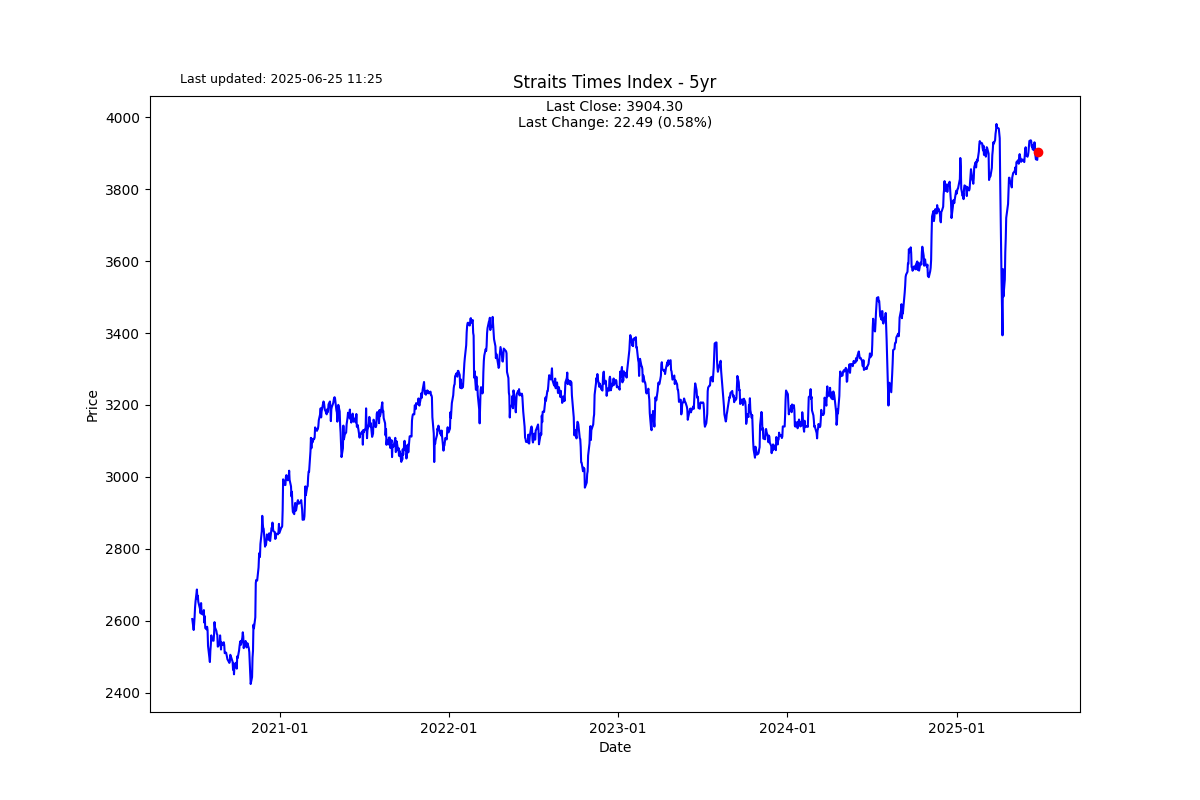 Last updated: 2025-06-25 11:25
Straits Times Index - 5yr
Last Close: 3904.30
Last Change: 22.49 (0.58%)
4000
3800
3600
3400
3200
3000
2800
2600
2400
Price
2021-01
2022-01
2023-01
2024-01
2025-01
Date